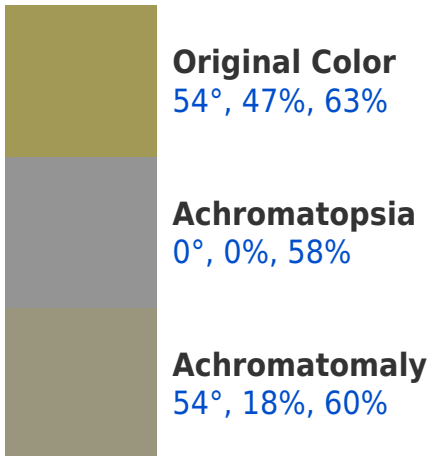 Original Color
54°, 47%, 63%
Achromatopsia
0°, 0%, 58%
Achromatomaly
54°, 18%, 60%